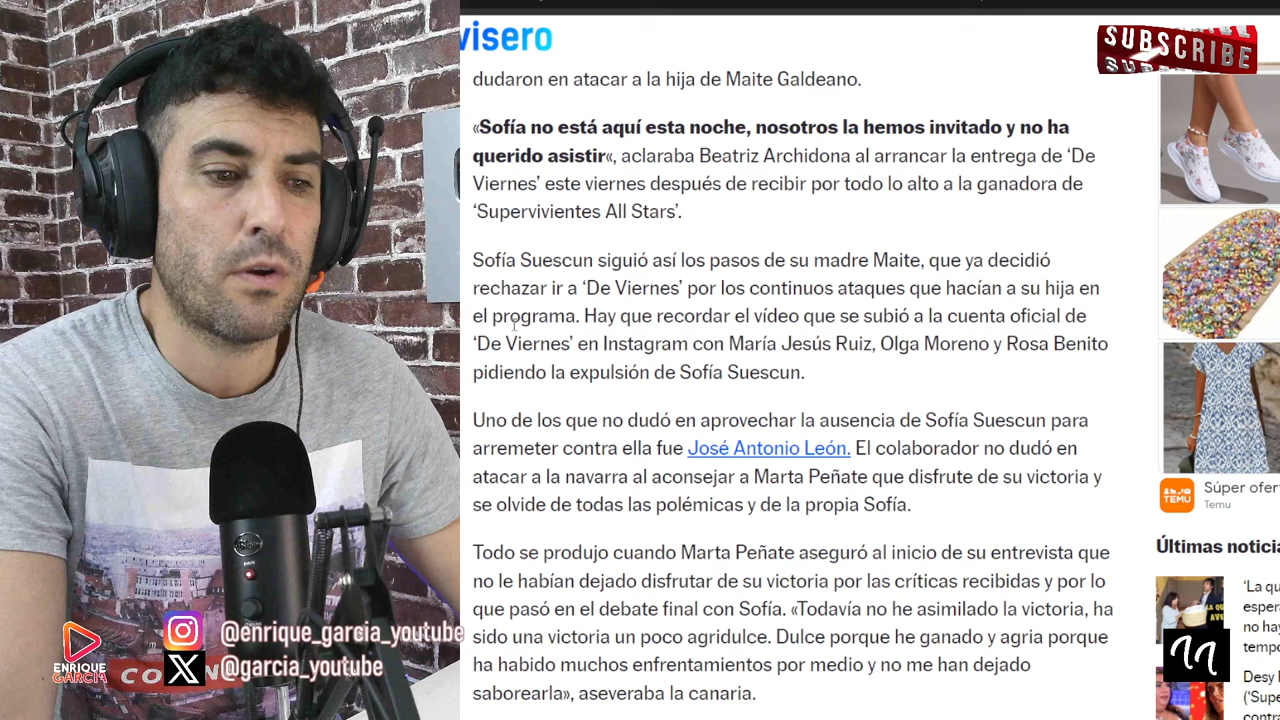 visero
SUBSCRIBE
dudaron en atacar a la hija de Maite Galdeano.
«Sofía no está aquí esta noche, nosotros la hemos invitado y no ha
querido asistir«, aclaraba Beatriz Archidona al arrancar la entrega de ‘De
Viernes’ este viernes después de recibir por todo lo alto a la ganadora de
‘Supervivientes All Stars’.
Sofía Suescun siguió así los pasos de su madre Maite, que ya decidió
rechazar ir a ‘De Viernes’ por los continuos ataques que hacían a su hija en
el programa. Hay que recordar el vídeo que se subió a la cuenta oficial de
‘De Viernes’ en Instagram con María Jesús Ruiz, Olga Moreno y Rosa Benito
pidiendo la expulsión de Sofía Suescun.
Uno de los que no dudó en aprovechar la ausencia de Sofía Suescun para
arremeter contra ella fue José Antonio León. El colaborador no dudó en
atacar a la navarra al aconsejar a Marta Peñate que disfrute de su victoria y
se olvide de todas las polémicas y de la propia Sofía.
Todo se produjo cuando Marta Peñate aseguró al inicio de su entrevista que
no le habían dejado disfrutar de su victoria por las críticas recibidas y por lo
que pasó en el debate final con Sofía. «Todavía no he asimilado la victoria, ha
sido una victoria un poco agridulce. Dulce porque he ganado y agria porque
ha habido muchos enfrentamientos por medio y no me han dejado
saborearla», aseveraba la canaria.
TEMU
Súper ofer
Temu
Últimas noticia
‘La qu
espera
no hay
tempo
Desy
(‘Supe
contra
@enrique_garcia_youtube
@garcia_youtube
ENRIQUE
GARCIA